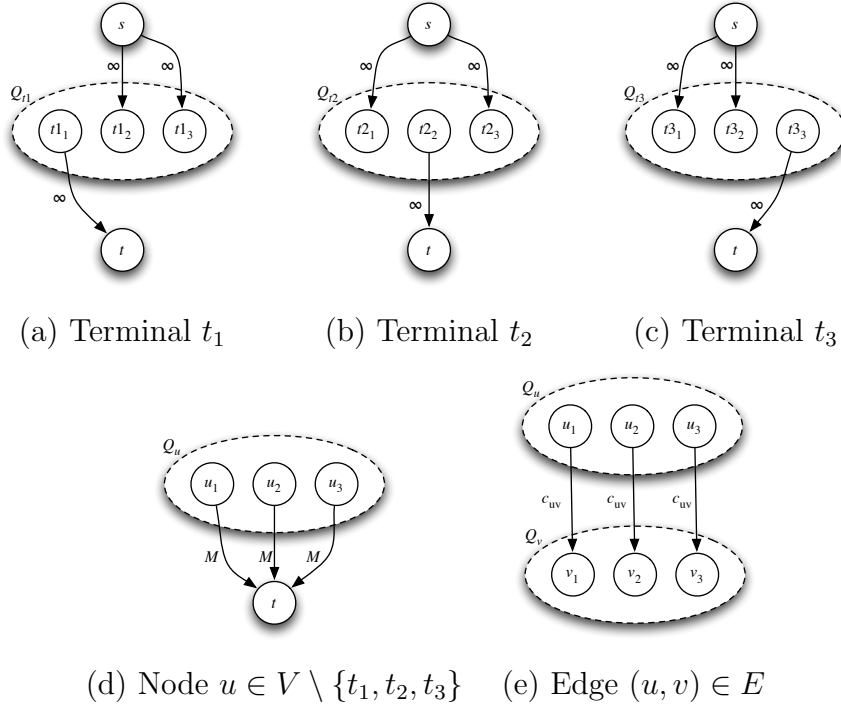 s s s
∞ ∞ ∞ ∞ ∞ ∞
Q_{t1} Q_{t2} Q_{t3}
t1_1 t1_2 t1_3 t2_1 t2_2 t2_3 t3_1 t3_2 t3_3
∞ ∞ ∞
t t t
(a) Terminal t_1 (b) Terminal t_2 (c) Terminal t_3
Q_u
u_1 u_2 u_3
M M M
t
Q_u
u_1 u_2 u_3
c_{uv} c_{uv} c_{uv}
Q_v
v_1 v_2 v_3
(d) Node u ∈ V \ {t_1, t_2, t_3} (e) Edge (u, v) ∈ E